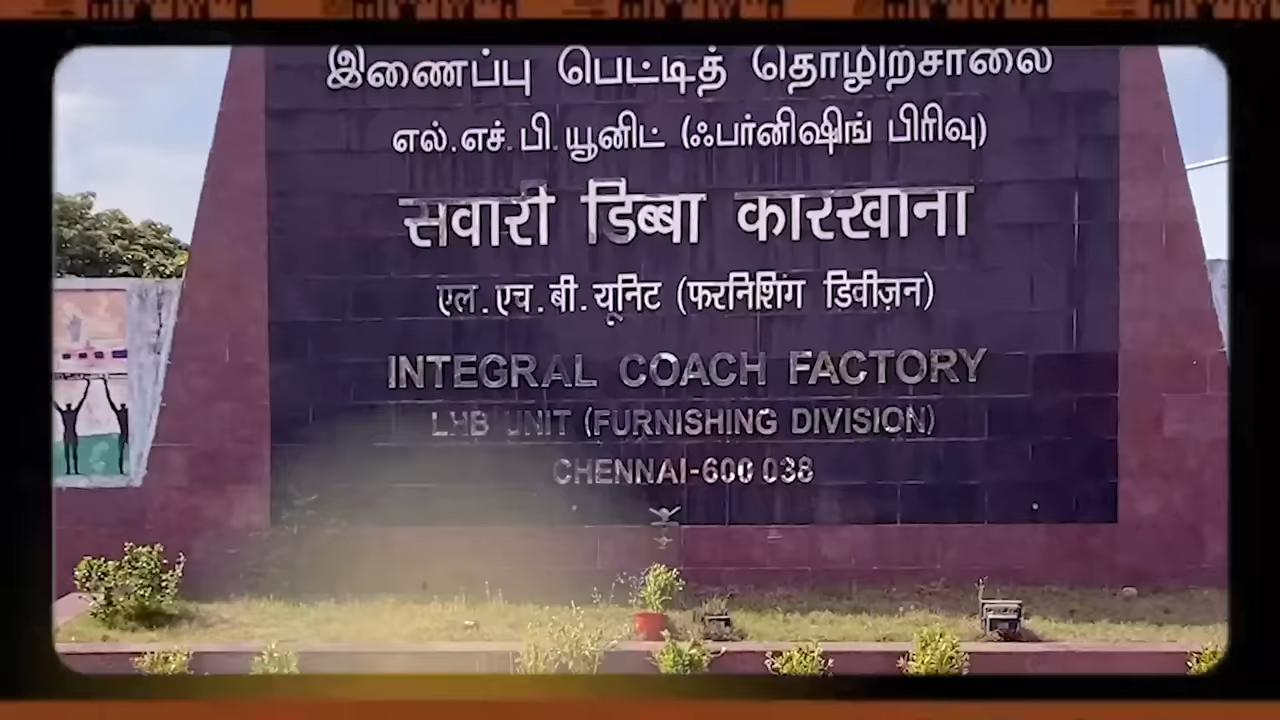 இணைப்பு பெட்டித் தொழிற்சாலை
எல்.எச்.பி.யூனிட் (ஃபர்னிஷிங் பிரிவு)
सवारी डिब्बा कारखाना
एल.एच.बी.यूनिट (फरनिशिंग डिवीज़न)
INTEGRAL COACH FACTORY
LHB UNIT (FURNISHING DIVISION)
CHENNAI-600 038